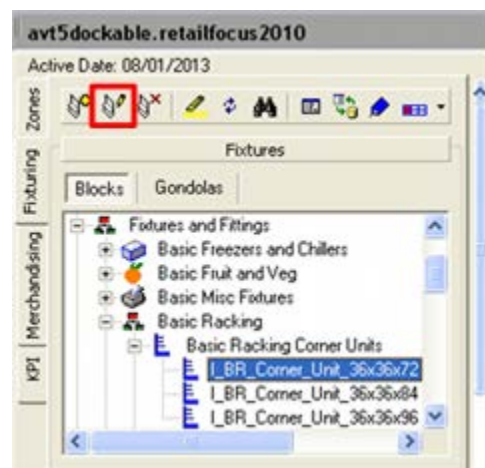 avt5dockable.retailfocus2010
Active Date: 08/01/2013
Zones
Fixturing
Merchandising
KPI
Fixtures
Blocks Gondolas
Fixtures and Fittings
Basic Freezers and Chillers
Basic Fruit and Veg
Basic Misc Fixtures
Basic Racking
Basic Racking Corner Units
I_BR_Corner_Unit_36x36x72
I_BR_Corner_Unit_36x36x84
I_BR_Corner_Unit_36x36x96